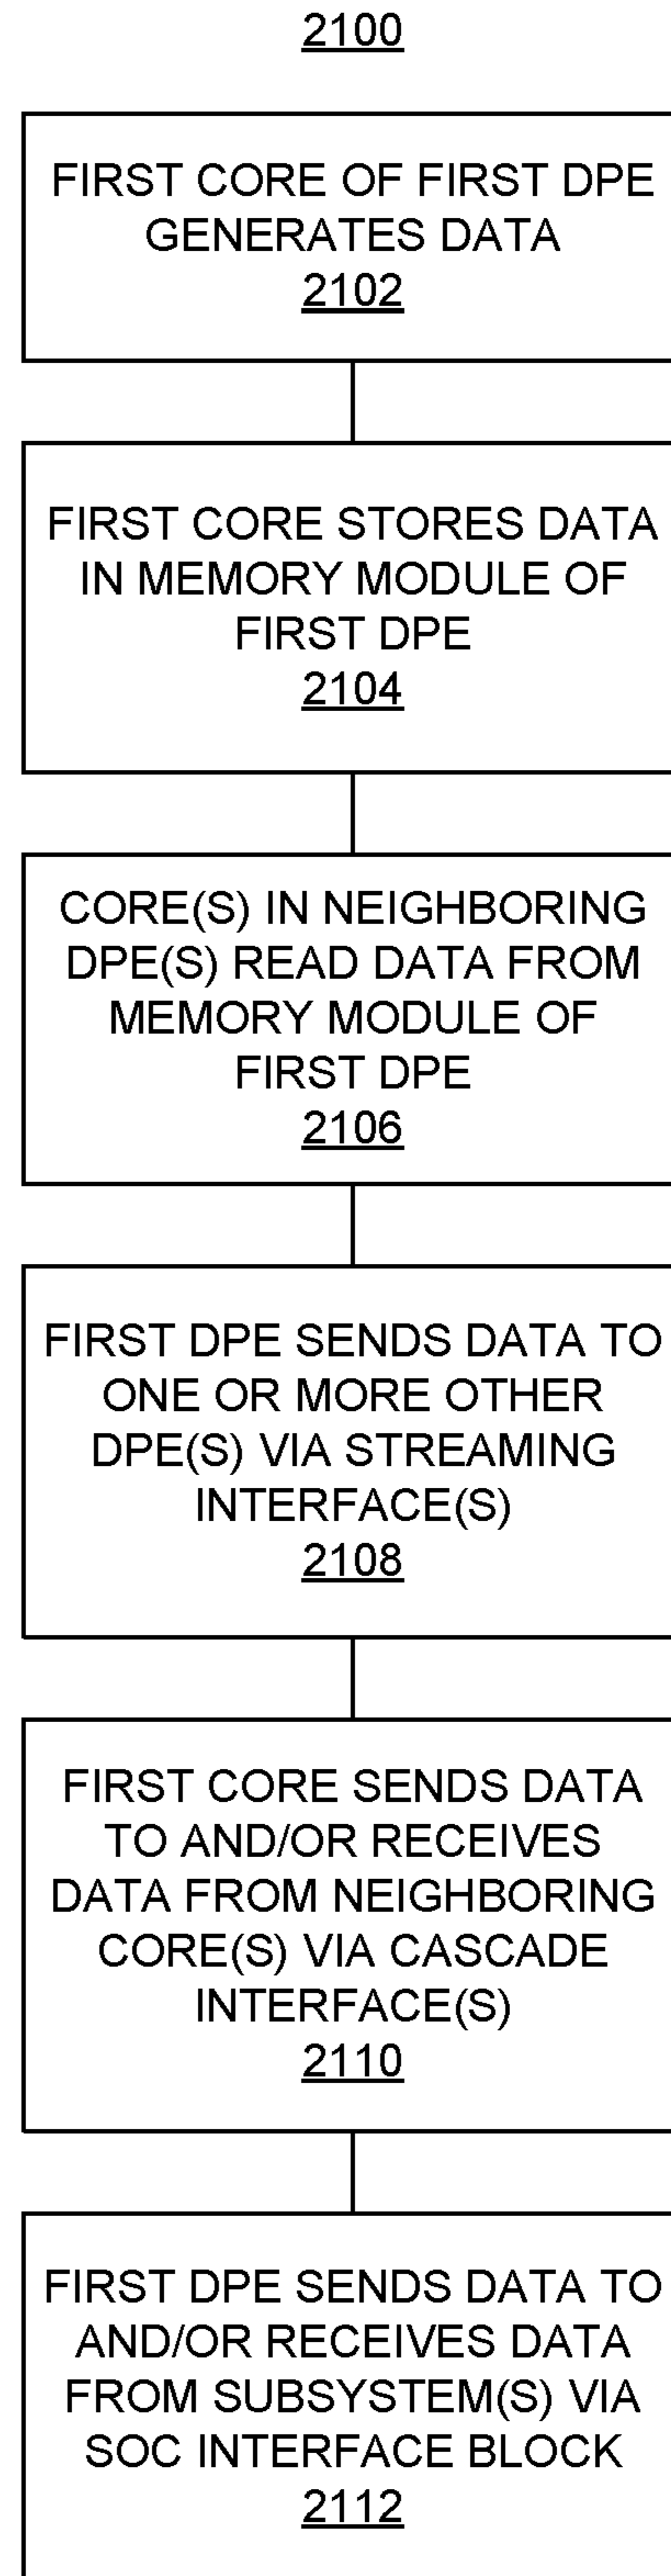 2100
FIRST CORE OF FIRST DPE
GENERATES DATA
2102
FIRST CORE STORES DATA
IN MEMORY MODULE OF
FIRST DPE
2104
CORE(S) IN NEIGHBORING
DPE(S) READ DATA FROM
MEMORY MODULE OF
FIRST DPE
2106
FIRST DPE SENDS DATA TO
ONE OR MORE OTHER
DPE(S) VIA STREAMING
INTERFACE(S)
2108
FIRST CORE SENDS DATA
TO AND/OR RECEIVES
DATA FROM NEIGHBORING
CORE(S) VIA CASCADE
INTERFACE(S)
2110
FIRST DPE SENDS DATA TO
AND/OR RECEIVES DATA
FROM SUBSYSTEM(S) VIA
SOC INTERFACE BLOCK
2112